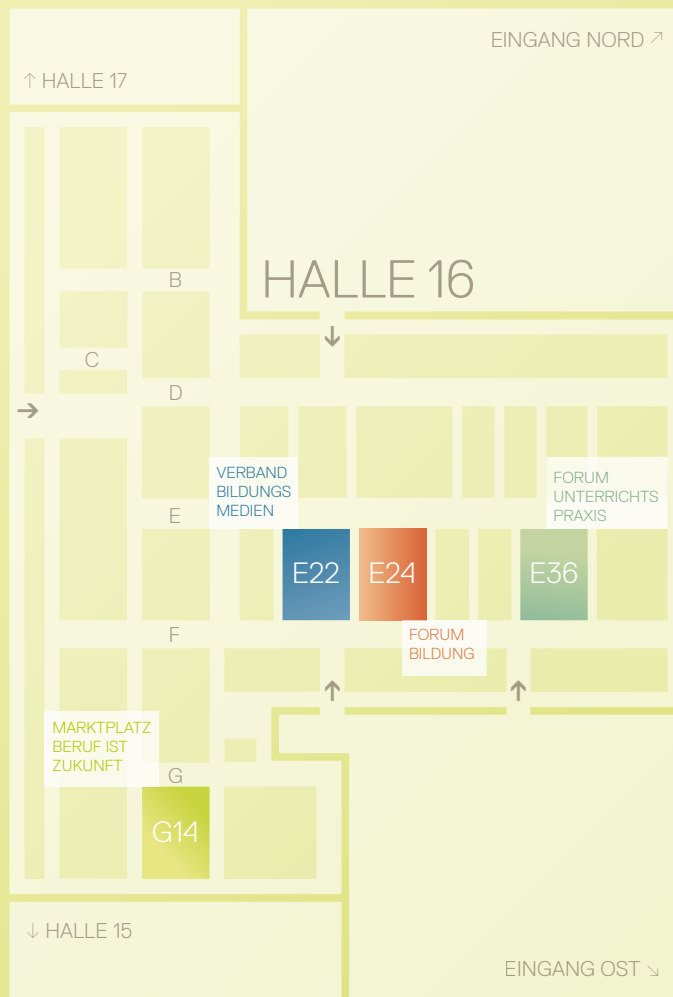 EINGANG NORD ↗
↑ HALLE 17
HALLE 16
B
C
D
VERBAND
BILDUNGS
MEDIEN
FORUM
UNTERRICHTS
PRAXIS
E
E22
E24
E36
F
FORUM
BILDUNG
MARKTPLATZ
BERUF IST
ZUKUNFT
G
G14
↓ HALLE 15
EINGANG OST ↘